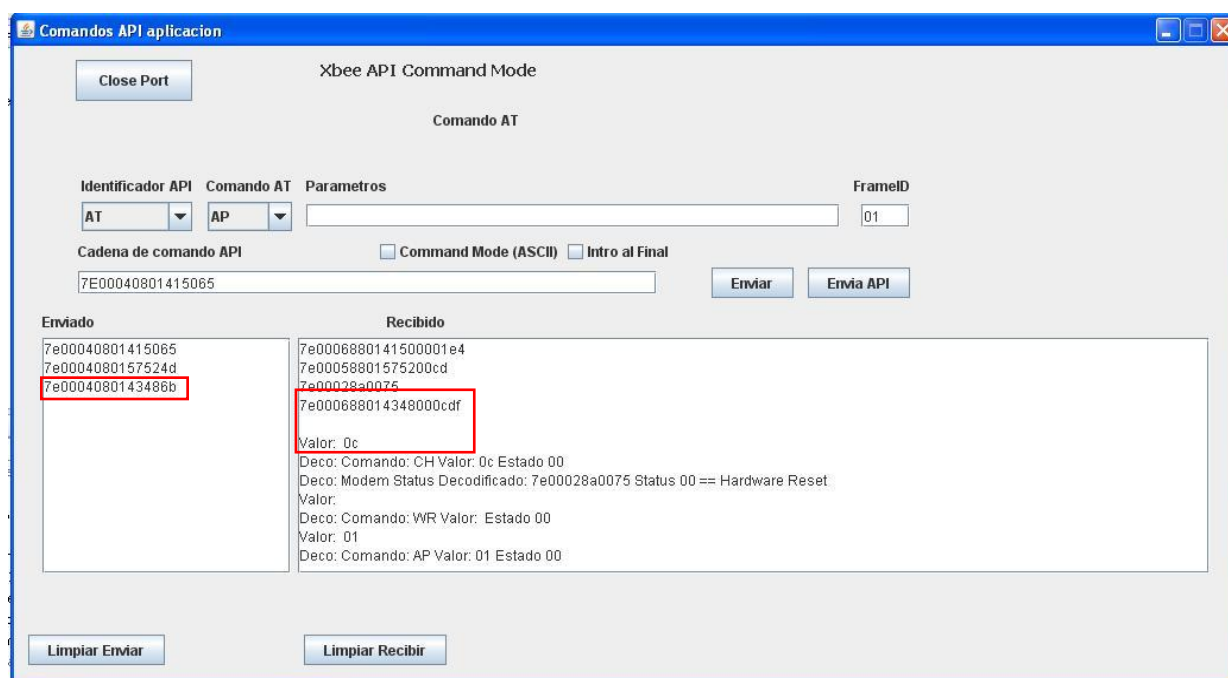 Comandos API aplicacion
Close Port
Xbee API Command Mode
Comando AT
Identificador API Comando AT Parametros FrameID
AT AP 01
Cadena de comando API Command Mode (ASCII) Intro al Final
7E00040801415065 Enviar Envia API
Enviado Recibido
7e00040801415065 7e0006880141500001e4
7e0004080157524d 7e00058801575200cd
7e0004080143486b 7e00028a0075
7e000688014348000cdf
Valor: 0c
Deco: Comando: CH Valor: 0c Estado 00
Deco: Modem Status Decodificado: 7e00028a0075 Status 00 == Hardware Reset
Valor:
Deco: Comando: WR Valor: Estado 00
Valor: 01
Deco: Comando: AP Valor: 01 Estado 00
Limpiar Enviar Limpiar Recibir